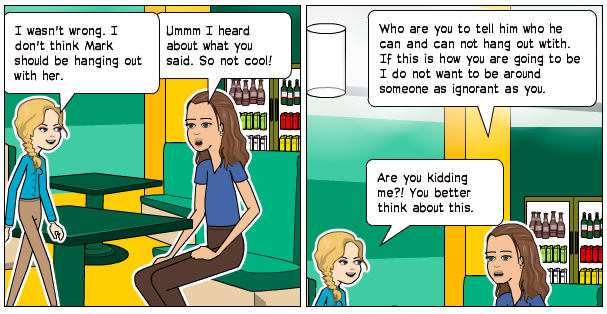 I wasn't wrong. I
don't think Mark
should be hanging out
with her.
Ummm I heard
about what you
said. So not cool!
Who are you to tell him who he
can and can not hang out wtith.
If this is how you are going to be
I do not want to be around
someone as ignorant as you.
Are you kidding
me?! You better
think about this.